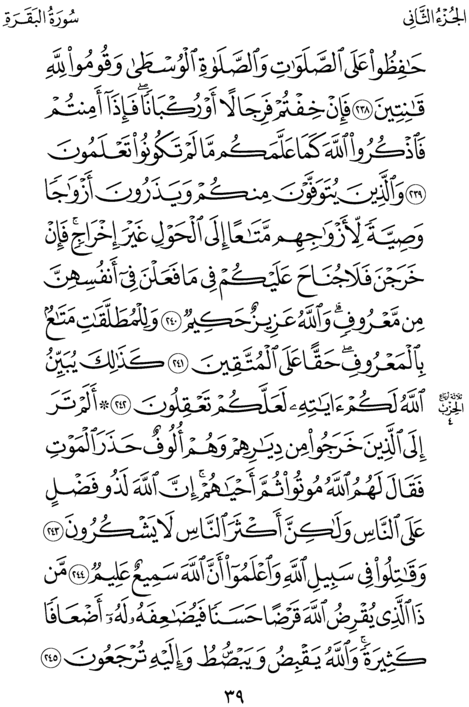 الجُزْءُ الثَّانِي
سُورَةُ البَقَرَةِ
حَٰفِظُوا۟ عَلَى ٱلصَّلَوَٰتِ وَٱلصَّلَوٰةِ ٱلْوُسْطَىٰ وَقُومُوا۟ لِلَّهِ
قَٰنِتِينَ ٢٣٨ فَإِنْ خِفْتُمْ فَرِجَالًا أَوْ رُكْبَانًا ۖ فَإِذَآ أَمِنتُمْ
فَٱذْكُرُوا۟ ٱللَّهَ كَمَا عَلَّمَكُم مَّا لَمْ تَكُونُوا۟ تَعْلَمُونَ
٢٣٩ وَٱلَّذِينَ يُتَوَفَّوْنَ مِنكُمْ وَيَذَرُونَ أَزْوَٰجًا
وَصِيَّةً لِّأَزْوَٰجِهِم مَّتَٰعًا إِلَى ٱلْحَوْلِ غَيْرَ إِخْرَاجٍ ۚ فَإِنْ
خَرَجْنَ فَلَا جُنَاحَ عَلَيْكُمْ فِى مَا فَعَلْنَ فِىٓ أَنفُسِهِنَّ
مِن مَّعْرُوفٍ ۗ وَٱللَّهُ عَزِيزٌ حَكِيمٌ ٢٤٠ وَلِلْمُطَلَّقَٰتِ مَتَٰعٌۢ
بِٱلْمَعْرُوفِ ۖ حَقًّا عَلَى ٱلْمُتَّقِينَ ٢٤١ كَذَٰلِكَ يُبَيِّنُ
ٱللَّهُ لَكُمْ ءَايَٰتِهِۦ لَعَلَّكُمْ تَعْقِلُونَ ٢٤٢ ۞ أَلَمْ تَرَ
ثلاثة أرباع
الحزب
٤
إِلَى ٱلَّذِينَ خَرَجُوا۟ مِن دِيَٰرِهِمْ وَهُمْ أُلُوفٌ حَذَرَ ٱلْمَوْتِ
فَقَالَ لَهُمُ ٱللَّهُ مُوتُوا۟ ثُمَّ أَحْيَٰهُمْ ۚ إِنَّ ٱللَّهَ لَذُو فَضْلٍ
عَلَى ٱلنَّاسِ وَلَٰكِنَّ أَكْثَرَ ٱلنَّاسِ لَا يَشْكُرُونَ ٢٤٣
وَقَٰتِلُوا۟ فِى سَبِيلِ ٱللَّهِ وَٱعْلَمُوٓا۟ أَنَّ ٱللَّهَ سَمِيعٌ عَلِيمٌ ٢٤٤ مَّن
ذَا ٱلَّذِى يُقْرِضُ ٱللَّهَ قَرْضًا حَسَنًا فَيُضَٰعِفَهُۥ لَهُۥٓ أَضْعَافًا
كَثِيرَةً ۚ وَٱللَّهُ يَقْبِضُ وَيَبْصُۜطُ وَإِلَيْهِ تُرْجَعُونَ ٢٤٥
٣٩